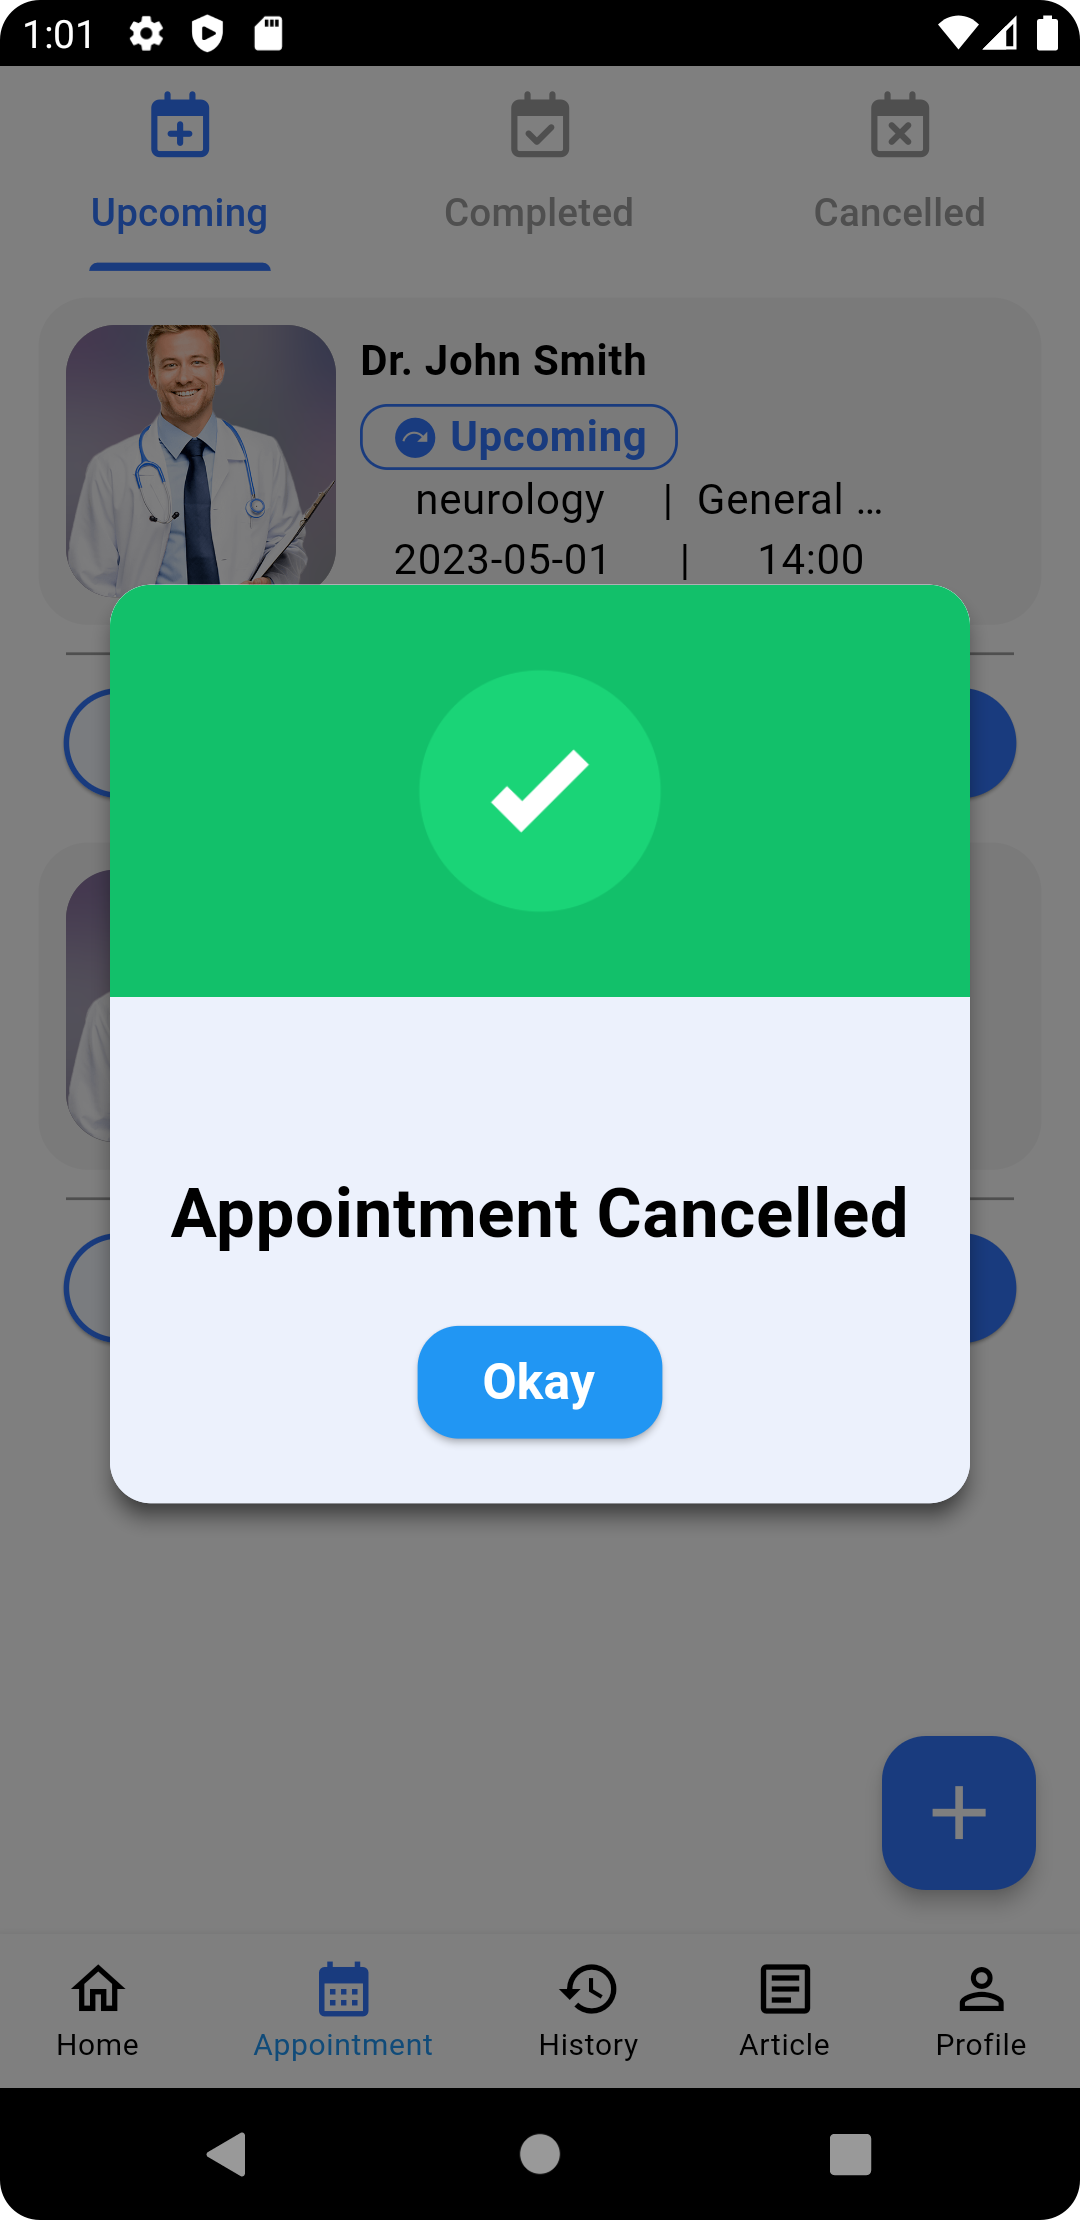 1:01
Upcoming
Completed
Cancelled
Dr. John Smith
Upcoming
neurology | General ...
2023-05-01 | 14:00
Appointment Cancelled
Okay
Home
Appointment
History
Article
Profile